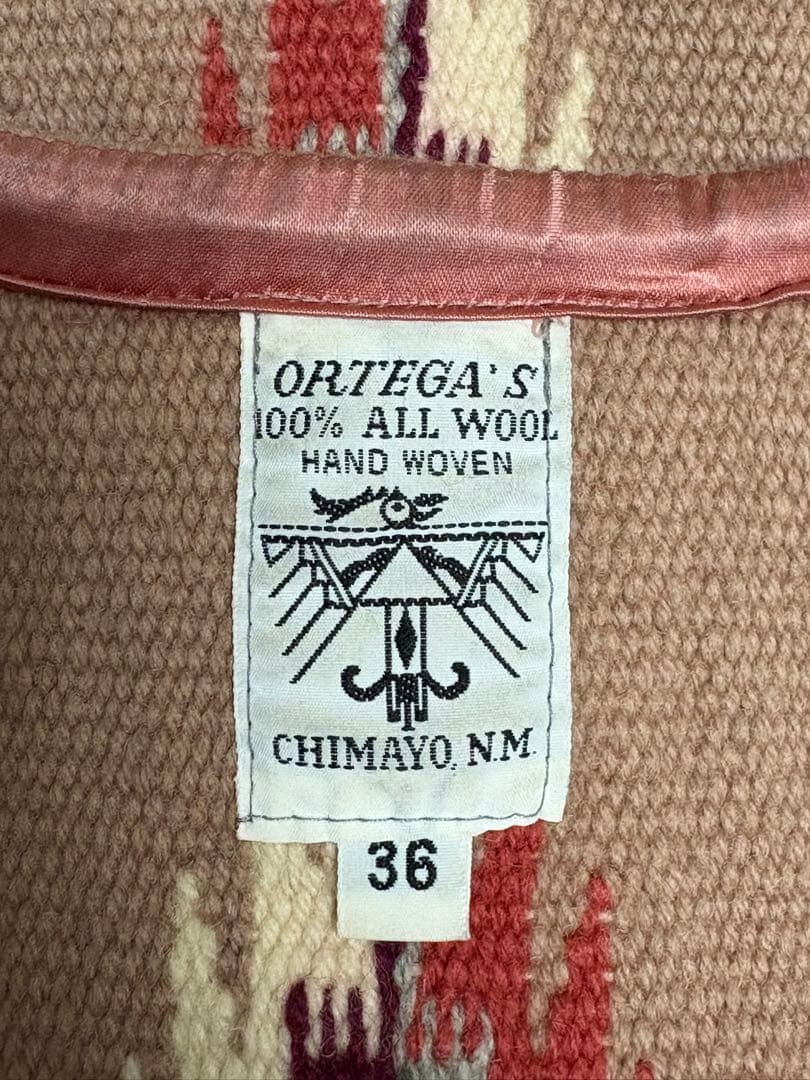 ORTEGA'S
100% ALL WOOL
HAND WOVEN
CHIMAYO, N.M.
36